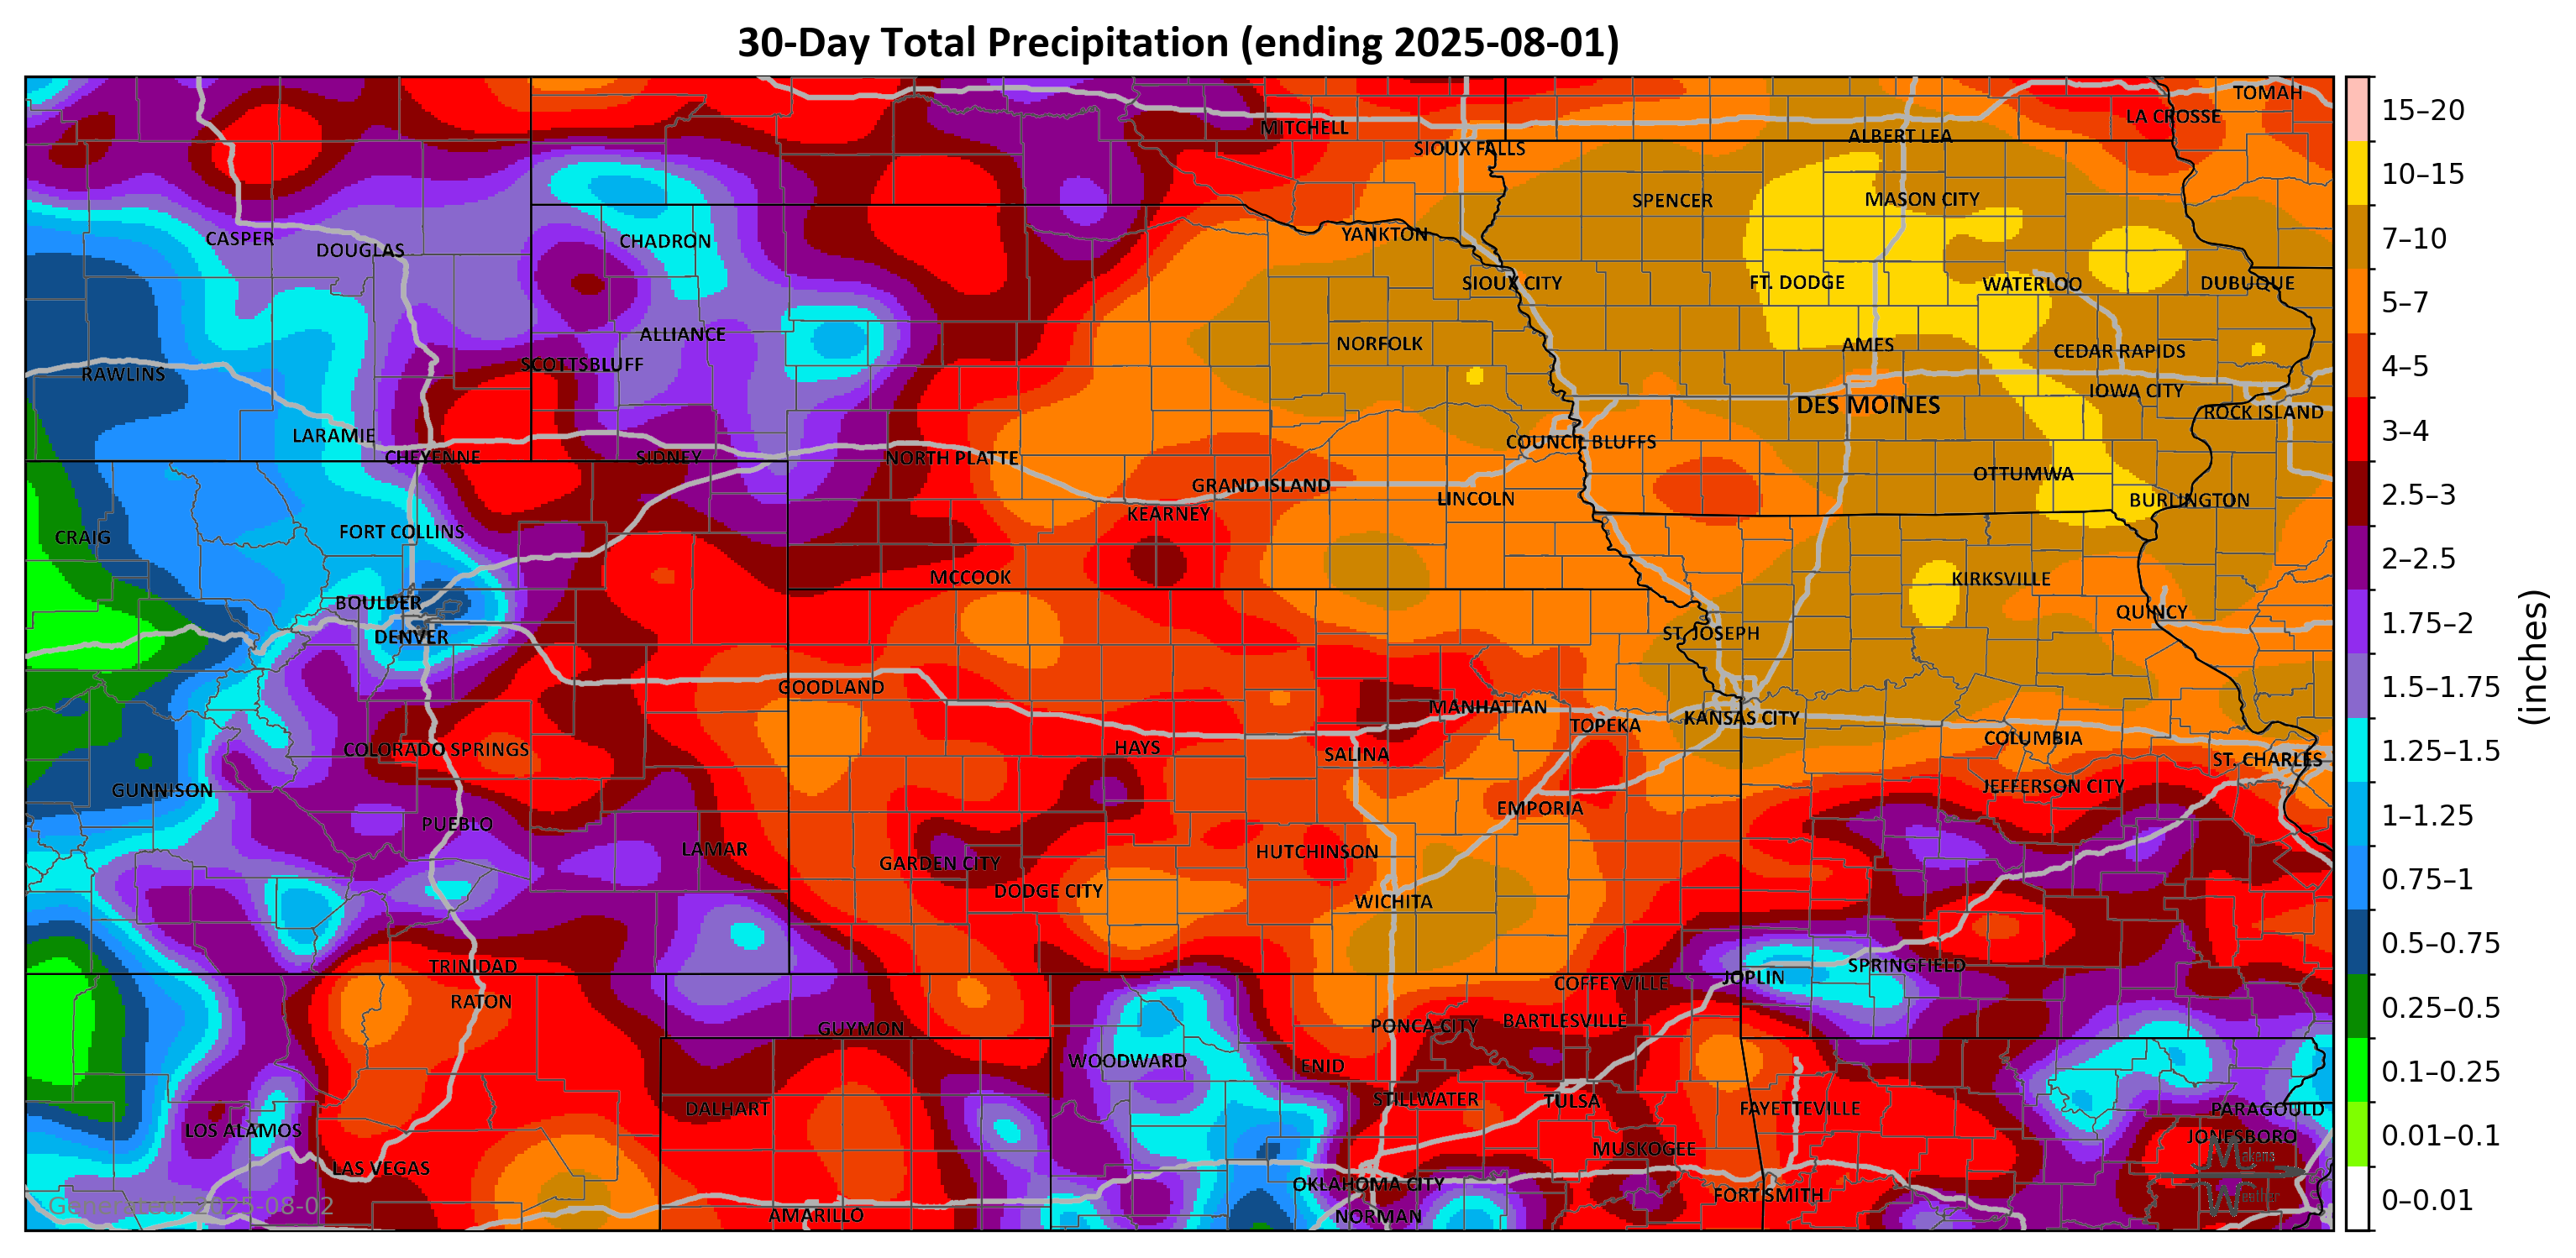 30-Day Total Precipitation (ending 2025-08-01)
TOMAH
LA CROSSE
MITCHELL
ALBERT LEA
SIOUX FALLS
SPENCER
MASON CITY
YANKTON
CASPER
CHADRON
DOUGLAS
SIOUX CITY
FT. DODGE
WATERLOO
DUBUQUE
ALLIANCE
NORFOLK
AMES
CEDAR RAPIDS
SCOTTSBLUFF
RAWLINS
IOWA CITY
DES MOINES
ROCK ISLAND
LARAMIE
COUNCIL BLUFFS
CHEYENNE
SIDNEY
NORTH PLATTE
OTTUMWA
GRAND ISLAND
LINCOLN
BURLINGTON
KEARNEY
CRAIG
FORT COLLINS
MCCOOK
KIRKSVILLE
BOULDER
QUINCY
DENVER
ST. JOSEPH
GOODLAND
MANHATTAN
KANSAS CITY
TOPEKA
COLUMBIA
COLORADO SPRINGS
HAYS
SALINA
ST. CHARLES
GUNNISON
JEFFERSON CITY
EMPORIA
PUEBLO
LAMAR
HUTCHINSON
GARDEN CITY
DODGE CITY
WICHITA
TRINIDAD
SPRINGFIELD
JOPLIN
COFFEYVILLE
RATON
BARTLESVILLE
GUYMON
PONCA CITY
WOODWARD
ENID
STILLWATER
TULSA
DALHART
FAYETTEVILLE
PARAGOULD
LOS ALAMOS
JONESBORO
MUSKOGEE
LAS VEGAS
OKLAHOMA CITY
FORT SMITH
AMARILLO
NORMAN
Generated: 2025-08-02
Makens
Weather
15–20
10–15
7–10
5–7
4–5
3–4
2.5–3
2–2.5
1.75–2
1.5–1.75
1.25–1.5
1–1.25
0.75–1
0.5–0.75
0.25–0.5
0.1–0.25
0.01–0.1
0–0.01
(inches)